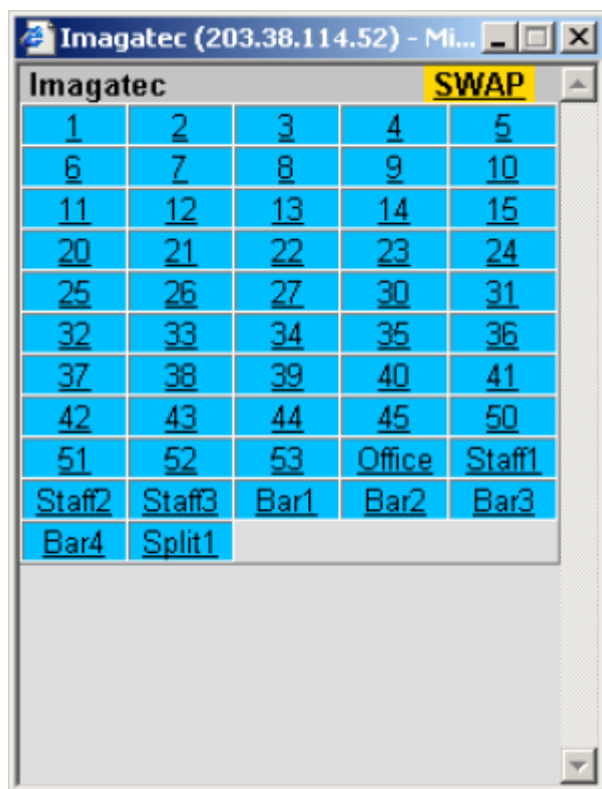 Imagatec (203.38.114.52) - Mi...
Imagatec SWAP
1 2 3 4 5
6 7 8 9 10
11 12 13 14 15
20 21 22 23 24
25 26 27 30 31
32 33 34 35 36
37 38 39 40 41
42 43 44 45 50
51 52 53 Office Staff1
Staff2 Staff3 Bar1 Bar2 Bar3
Bar4 Split1